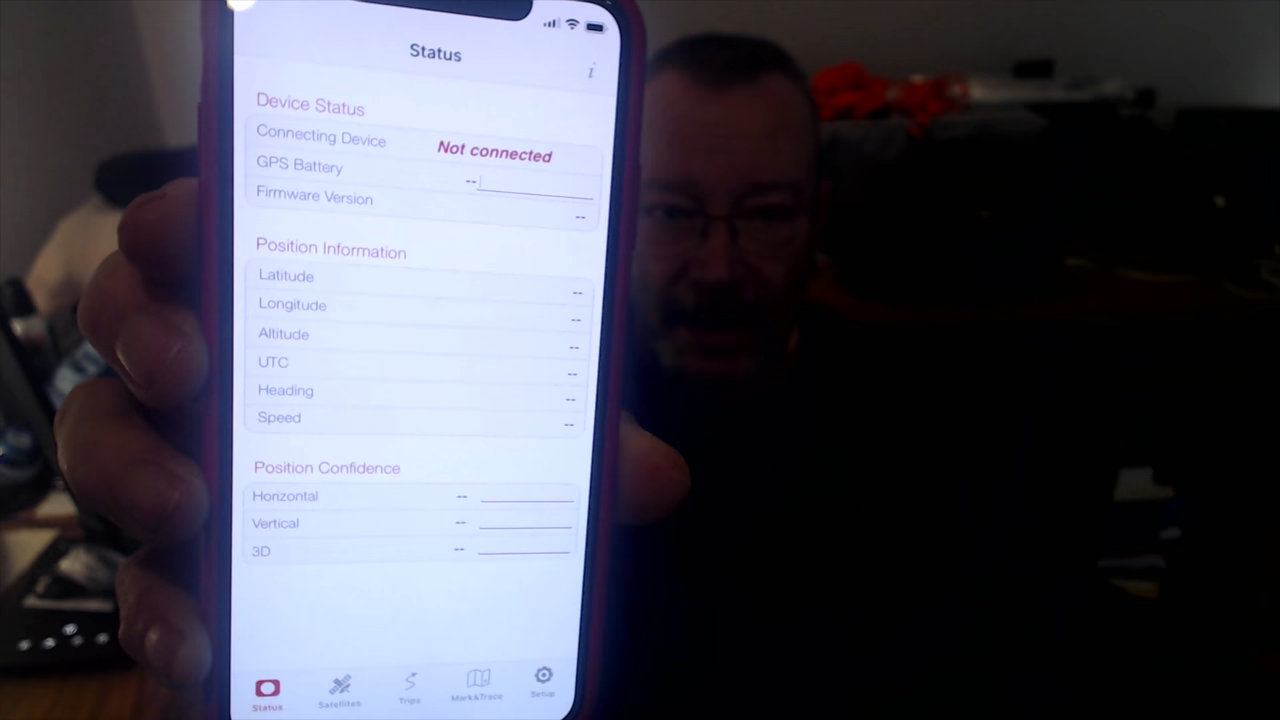 Status
i
Device Status
Connecting Device Not connected
GPS Battery --
Firmware Version --
Position Information
Latitude --
Longitude --
Altitude --
UTC --
Heading --
Speed --
Position Confidence
Horizontal --
Vertical --
3D --
Status Satellites Trips Mark&Trace Setup